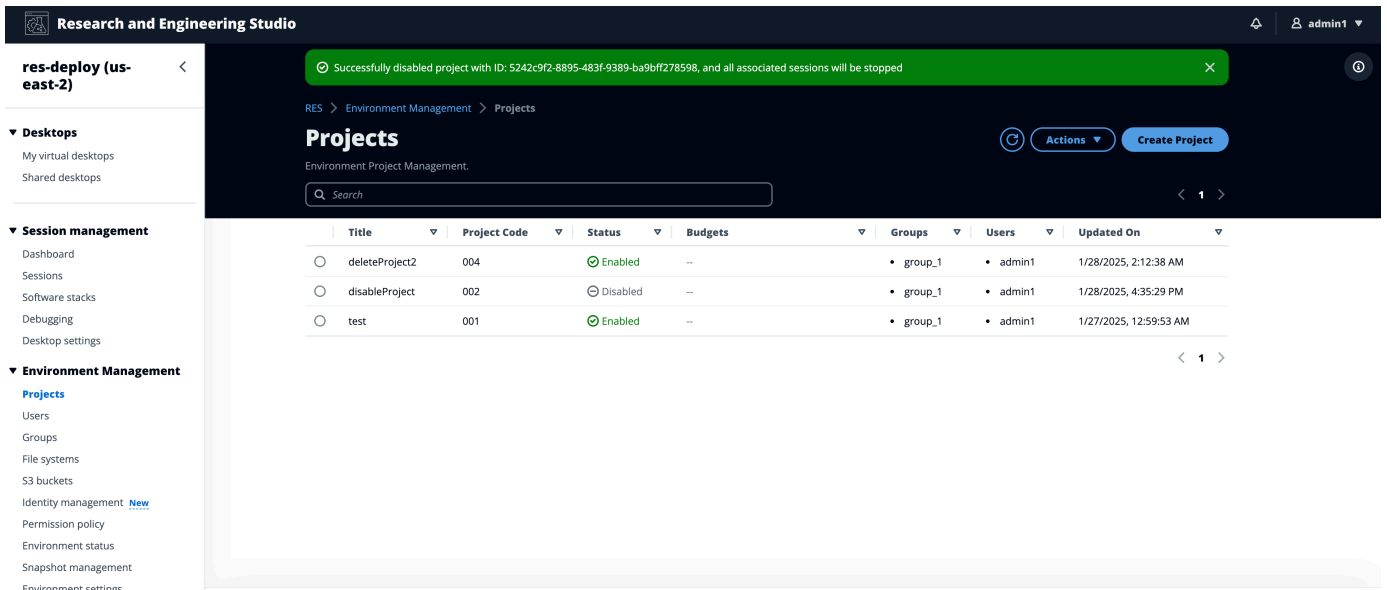 Research and Engineering Studio
admin1
res-deploy (us-
east-2)
Desktops
My virtual desktops
Shared desktops
Session management
Dashboard
Sessions
Software stacks
Debugging
Desktop settings
Environment Management
Projects
Users
Groups
File systems
S3 buckets
Identity management New
Permission policy
Environment status
Snapshot management
Environment settings
Successfully disabled project with ID: 5242c9f2-8895-483f-9389-ba9bff278598, and all associated sessions will be stopped
RES > Environment Management > Projects
Projects
Actions
Create Project
Environment Project Management.
Search
1
Title Project Code Status Budgets Groups Users Updated On
deleteProject2 004 Enabled -- • group_1 • admin1 1/28/2025, 2:12:38 AM
disableProject 002 Disabled -- • group_1 • admin1 1/28/2025, 4:35:29 PM
test 001 Enabled -- • group_1 • admin1 1/27/2025, 12:59:53 AM
1